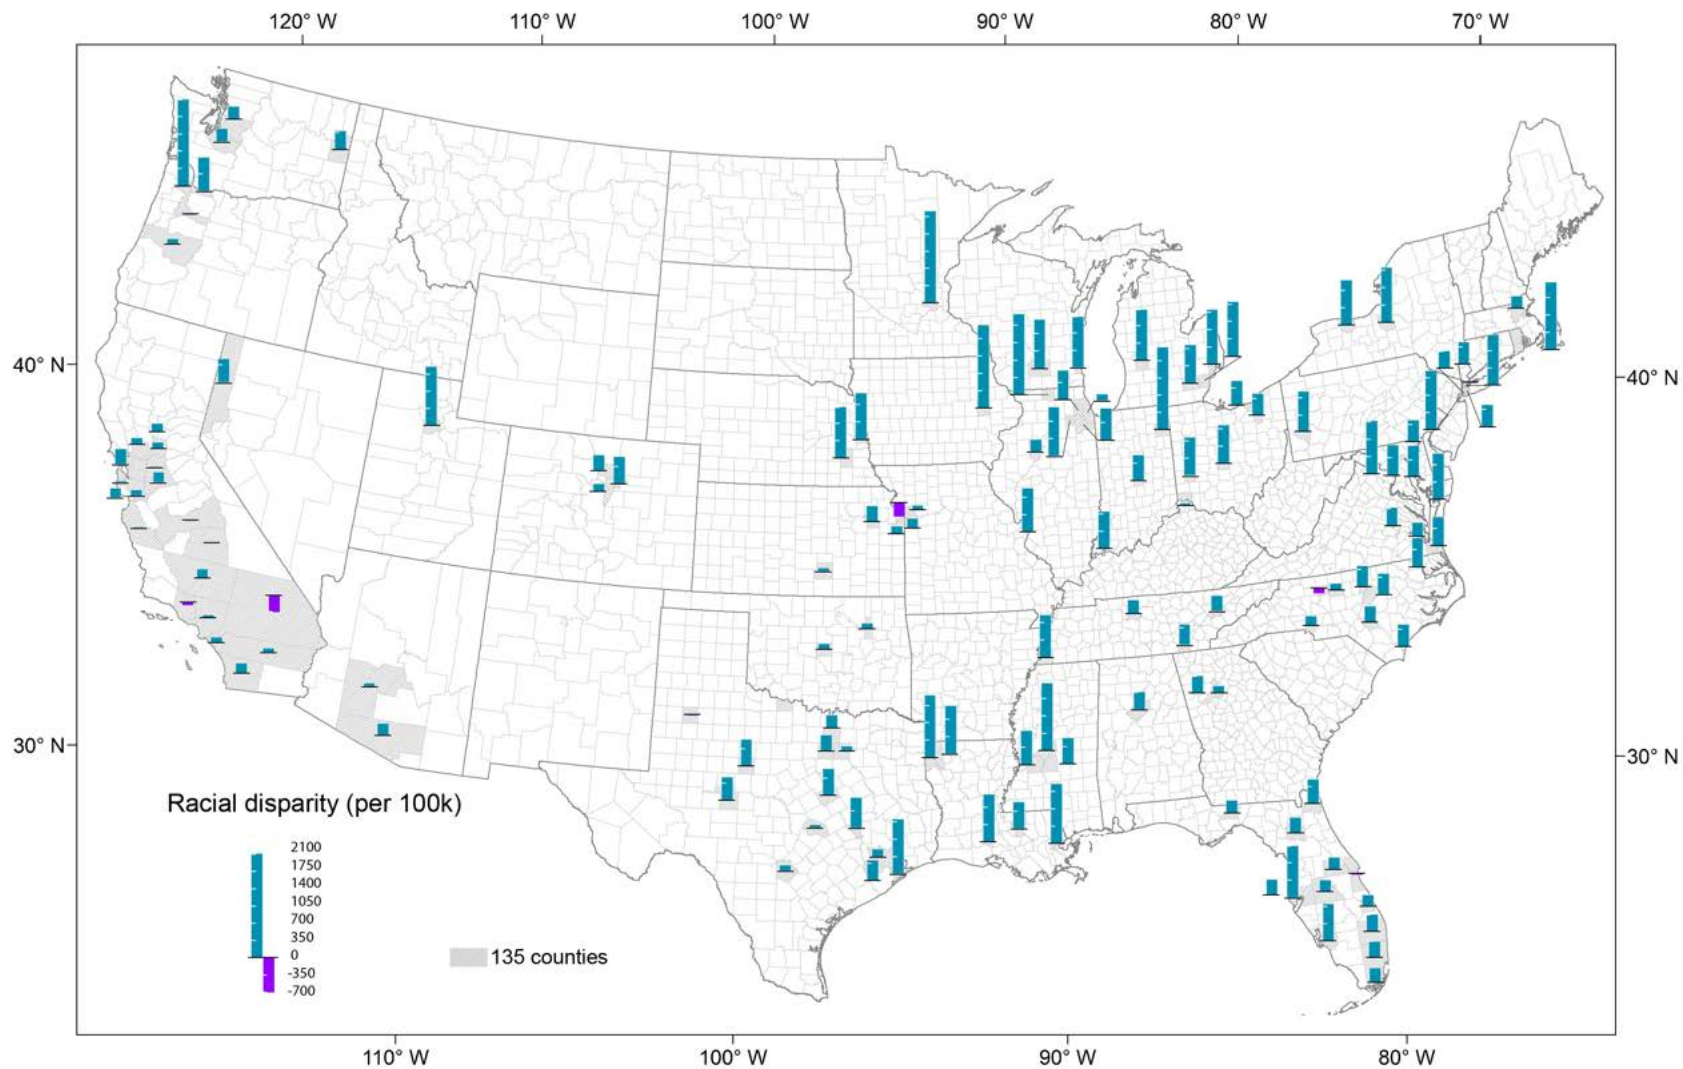 120° W 110° W 100° W 90° W 80° W 70° W
40° N 40° N
30° N 30° N
Racial disparity (per 100k)
2100
1750
1400
1050
700
350
0
-350
-700
135 counties
110° W 100° W 90° W 80° W